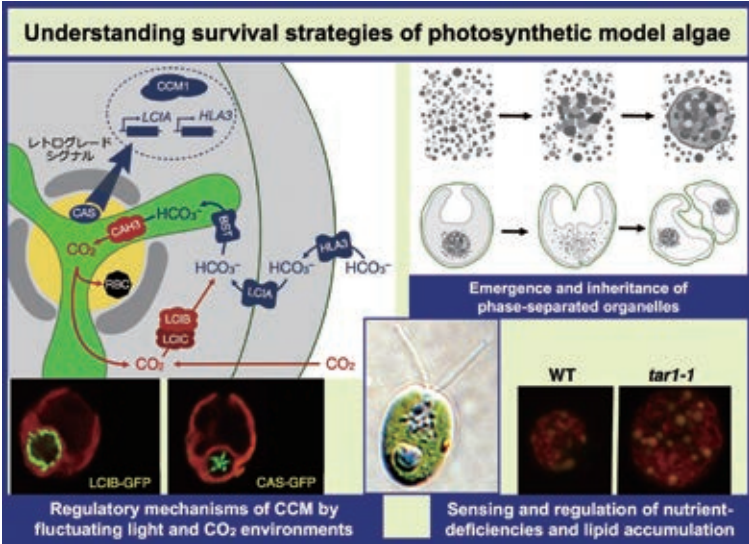 Understanding survival strategies of photosynthetic model algae
CCM1
LCIA
HLA3
レトログレード
シグナル
CAS
CAH3
HCO₃⁻
BST
CO₂
RBC
HCO₃⁻
LCIA
HCO₃⁻
HLA3
HCO₃⁻
LCIB
LCIC
CO₂
CO₂
LCIB-GFP
CAS-GFP
Regulatory mechanisms of CCM by
fluctuating light and CO₂ environments
Emergence and inheritance of
phase-separated organelles
WT
tar1-1
Sensing and regulation of nutrient-
deficiencies and lipid accumulation